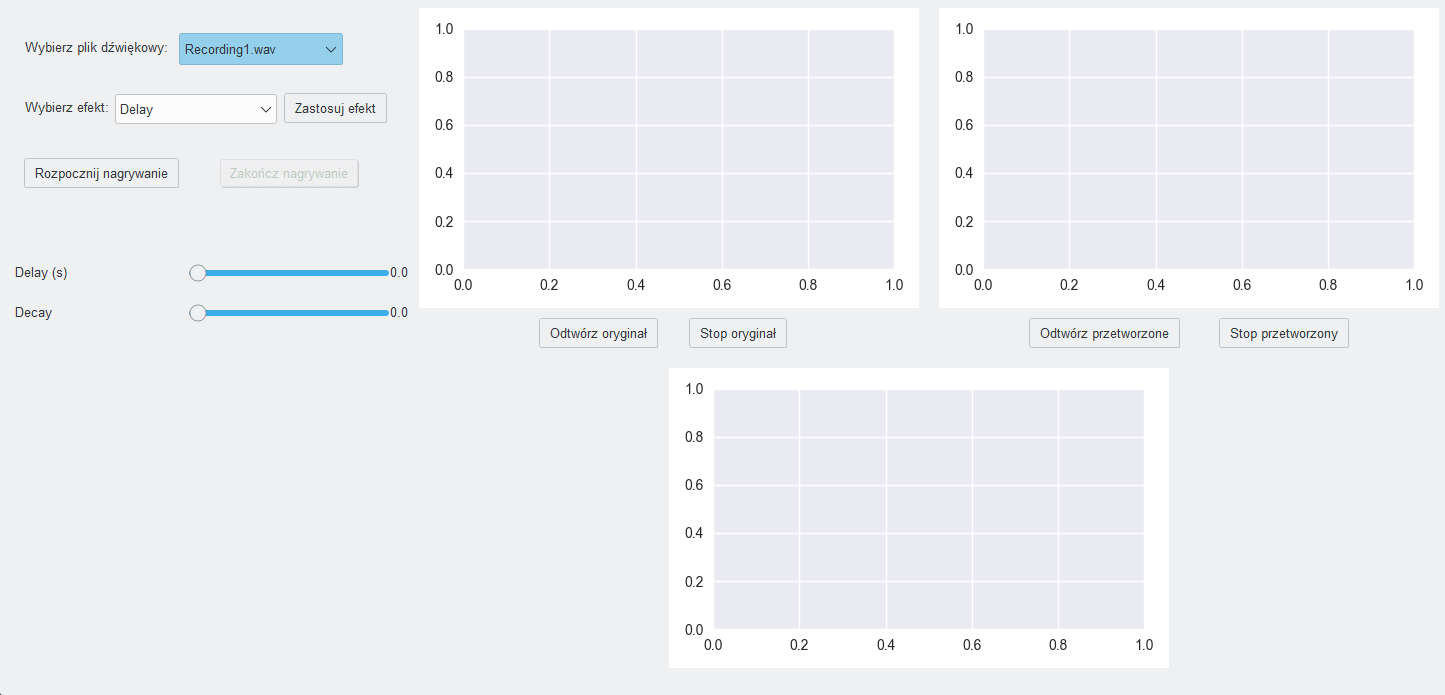 Wybierz plik dźwiękowy: Recording1.wav
Wybierz efekt: Delay Zastosuj efekt
Rozpocznij nagrywanie Zakończ nagrywanie
Delay (s) 0.0
Decay 0.0
1.0
0.8
0.6
0.4
0.2
0.0
0.0 0.2 0.4 0.6 0.8 1.0
Odtwórz oryginał Stop oryginał
1.0
0.8
0.6
0.4
0.2
0.0
0.0 0.2 0.4 0.6 0.8 1.0
Odtwórz przetworzone Stop przetworzony
1.0
0.8
0.6
0.4
0.2
0.0
0.0 0.2 0.4 0.6 0.8 1.0